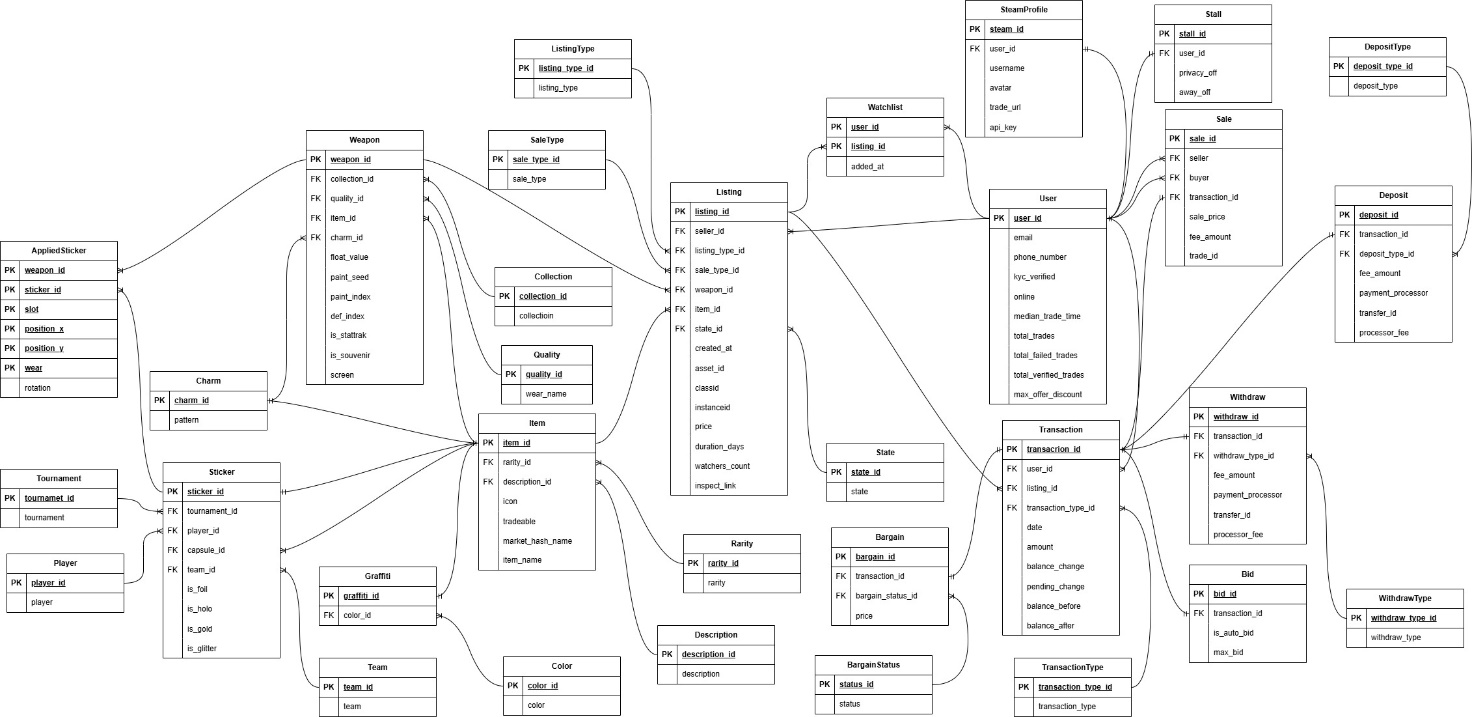 SteamProfile
PK steam_id
FK user_id
username
avatar
trade_url
api_key
Stall
PK stall_id
FK user_id
privacy_off
away_off
DepositType
PK deposit_type_id
deposit_type
ListingType
PK listing_type_id
listing_type
Watchlist
PK user_id
PK listing_id
added_at
Sale
PK sale_id
FK seller
FK buyer
FK transaction_id
sale_price
fee_amount
trade_id
Weapon
PK weapon_id
FK collection_id
FK quality_id
FK item_id
FK charm_id
float_value
paint_seed
paint_index
def_index
is_stattrak
is_souvenir
screen
SaleType
PK sale_type_id
sale_type
Listing
PK listing_id
FK seller_id
FK listing_type_id
FK sale_type_id
FK weapon_id
FK item_id
FK state_id
created_at
asset_id
classid
instanceid
price
duration_days
watchers_count
inspect_link
User
PK user_id
email
phone_number
kyc_verified
online
median_trade_time
total_trades
total_failed_trades
total_verified_trades
max_offer_discount
Deposit
PK deposit_id
FK transaction_id
FK deposit_type_id
fee_amount
payment_processor
transfer_id
processor_fee
AppliedSticker
PK weapon_id
PK sticker_id
PK slot
PK position_x
PK position_y
PK wear
rotation
Collection
PK collection_id
collectioin
Quality
PK quality_id
wear_name
Charm
PK charm_id
pattern
Item
PK item_id
FK rarity_id
FK description_id
icon
tradeable
market_hash_name
item_name
Withdraw
PK withdraw_id
FK transaction_id
FK withdraw_type_id
fee_amount
payment_processor
transfer_id
processor_fee
Transaction
PK transacrion_id
FK user_id
FK listing_id
FK transaction_type_id
date
amount
balance_change
pending_change
balance_before
balance_after
State
PK state_id
state
Tournament
PK tournamet_id
tournament
Sticker
PK sticker_id
FK tournament_id
FK player_id
FK capsule_id
FK team_id
is_foil
is_holo
is_gold
is_glitter
Bargain
PK bargain_id
FK transaction_id
FK bargain_status_id
price
Rarity
PK rarity_id
rarity
Player
PK player_id
player
Graffiti
PK graffiti_id
FK color_id
Bid
PK bid_id
FK transaction_id
is_auto_bid
max_bid
WithdrawType
PK withdraw_type_id
withdraw_type
Description
PK description_id
description
Team
PK team_id
team
Color
PK color_id
color
BargainStatus
PK status_id
status
TransactionType
PK transaction_type_id
transaction_type